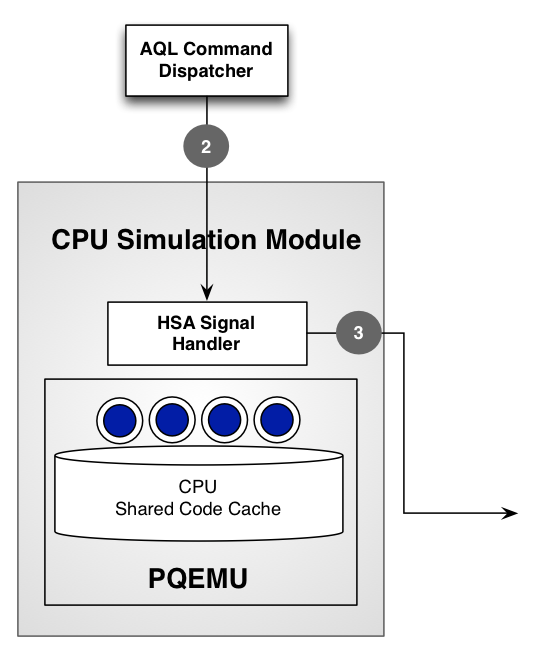 AQL Command
Dispatcher
2
CPU Simulation Module
HSA Signal
Handler
3
CPU
Shared Code Cache
PQEMU